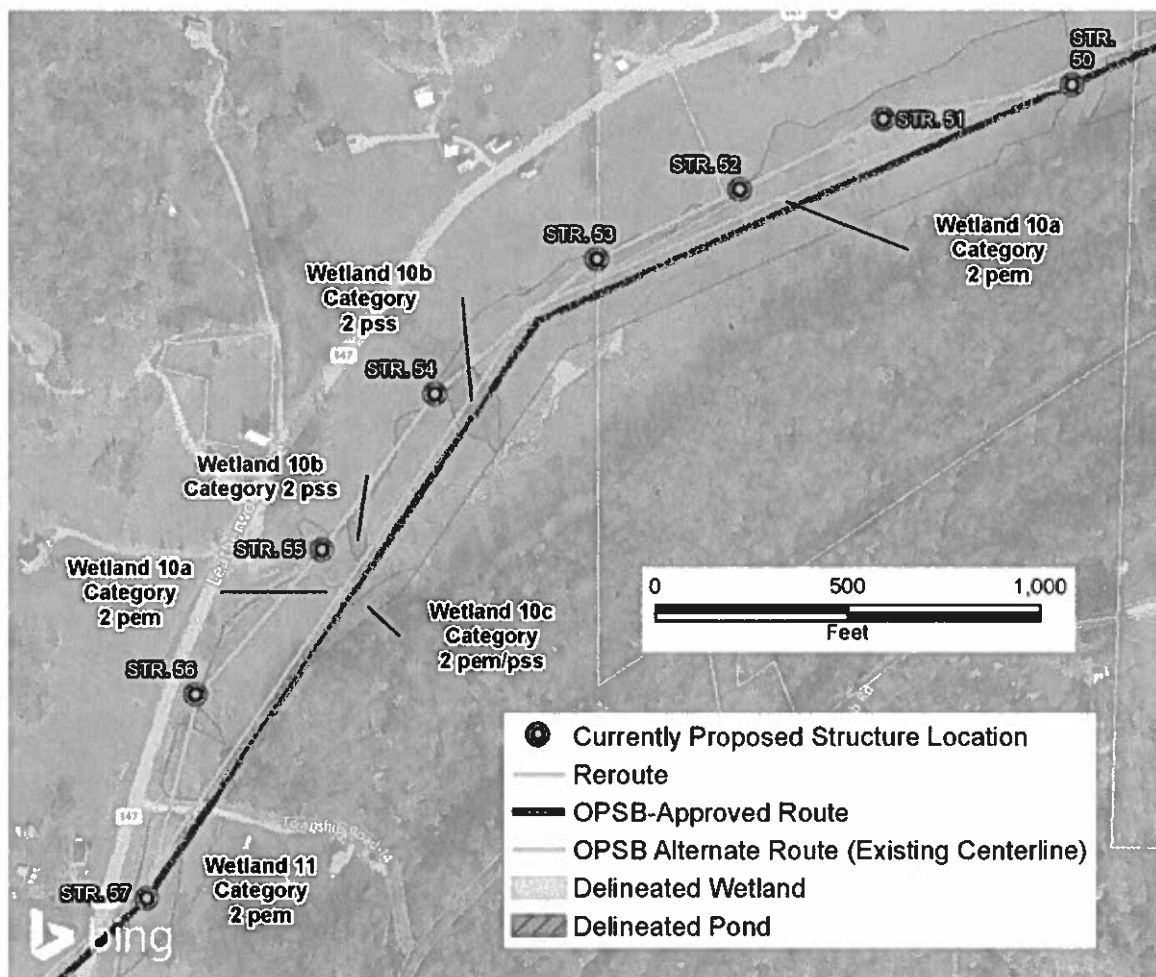 STR.
50
STR. 51
STR. 52
STR. 53
Wetland 10a
Category
2 pem
Wetland 10b
Category
2 pss
847
STR. 54
Wetland 10b
Category 2 pss
STR. 55
Wetland 10a
Category
2 pem
Wetland 10c
Category
2 pem/pss
0 500 1,000
Feet
STR. 56
Currently Proposed Structure Location
Reroute
OPSB-Approved Route
OPSB Alternate Route (Existing Centerline)
Delineated Wetland
Delineated Pond
847
Wetland 11
Category
2 pem
STR. 57
bing